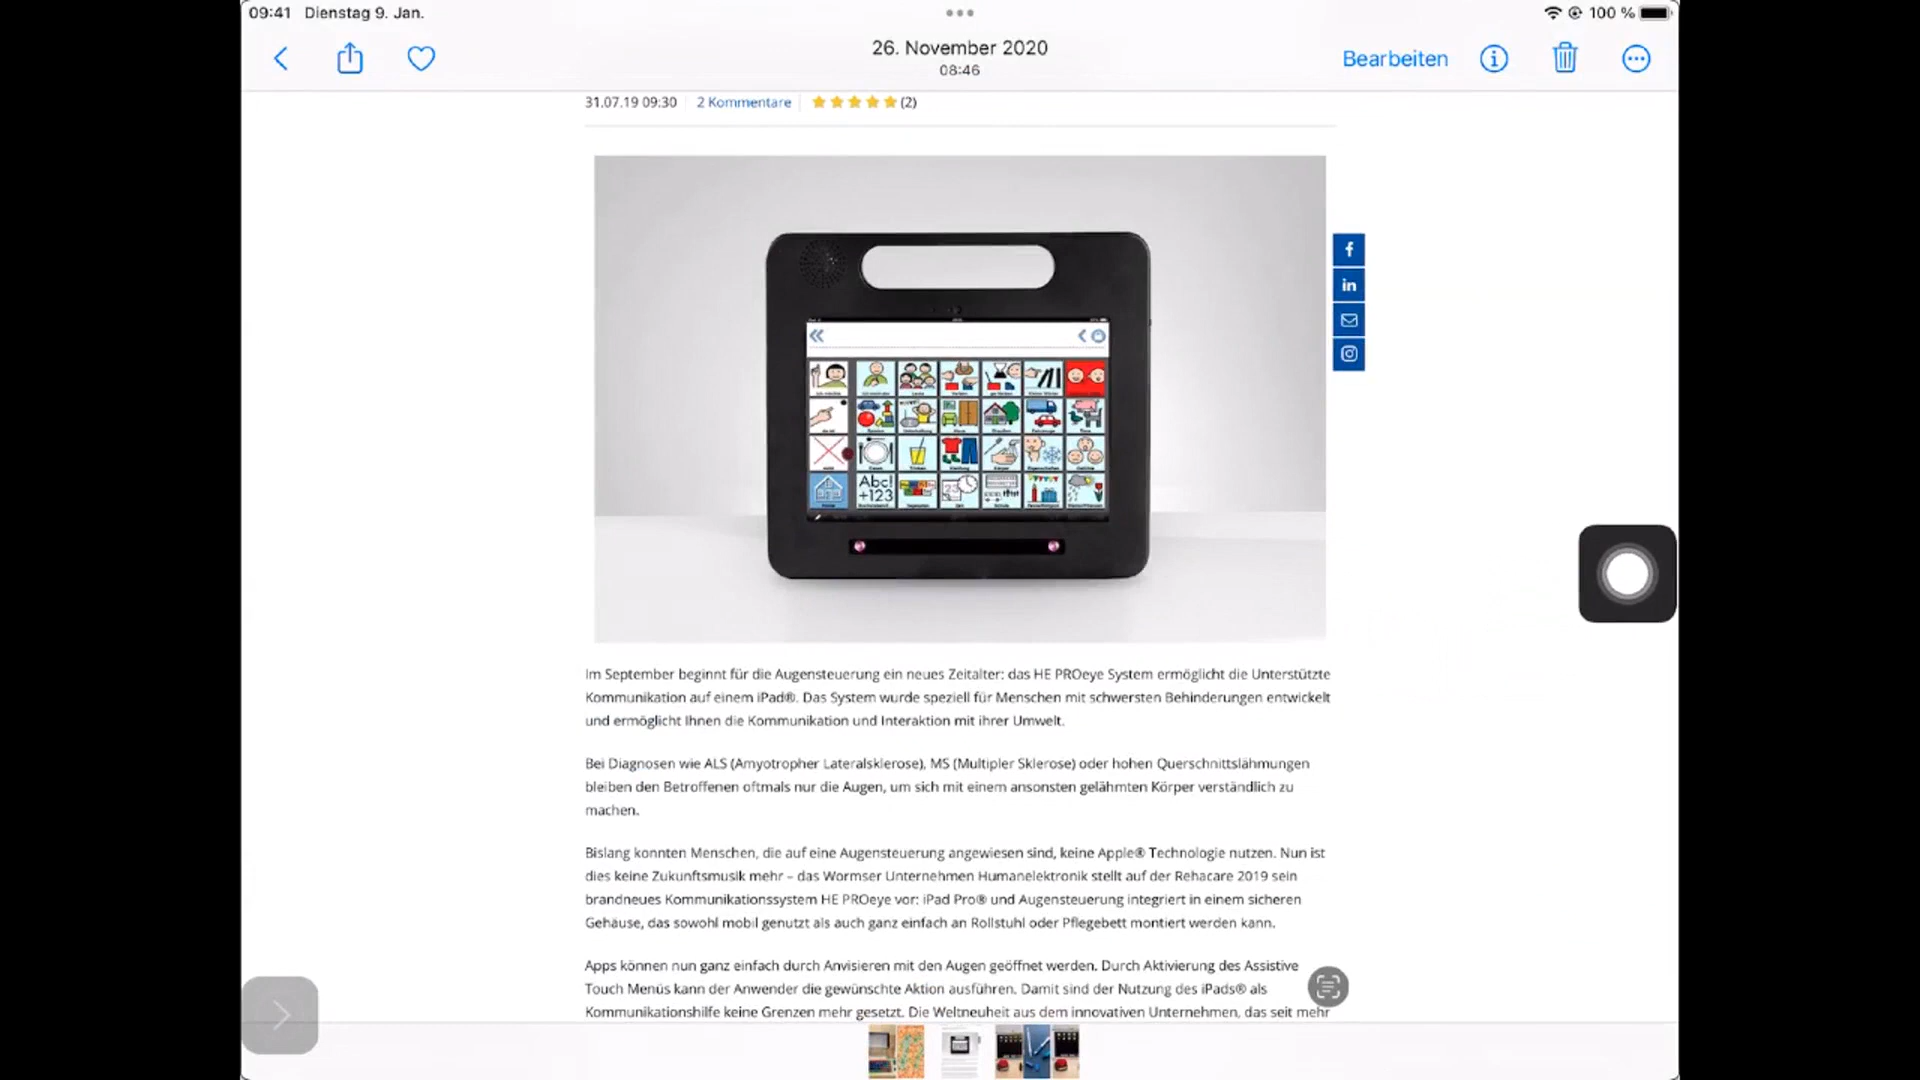 09:41 Dienstag 9. Jan.
100 %
26. November 2020
08:46
Bearbeiten
31.07.19 09:30 2 Kommentare (2)
Abc!
+123
f
in
Im September beginnt für die Augensteuerung ein neues Zeitalter: das HE PROeye System ermöglicht die Unterstützte
Kommunikation auf einem iPad®. Das System wurde speziell für Menschen mit schwersten Behinderungen entwickelt
und ermöglicht Ihnen die Kommunikation und Interaktion mit ihrer Umwelt.
Bei Diagnosen wie ALS (Amyotropher Lateralsklerose), MS (Multipler Sklerose) oder hohen Querschnittslähmungen
bleiben den Betroffenen oftmals nur die Augen, um sich mit einem ansonsten gelähmten Körper verständlich zu
machen.
Bislang konnten Menschen, die auf eine Augensteuerung angewiesen sind, keine Apple® Technologie nutzen. Nun ist
dies keine Zukunftsmusik mehr – das Wormser Unternehmen Humanelektronik stellt auf der Rehacare 2019 sein
brandneues Kommunikationssystem HE PROeye vor: iPad Pro® und Augensteuerung integriert in einem sicheren
Gehäuse, das sowohl mobil genutzt als auch ganz einfach an Rollstuhl oder Pflegebett montiert werden kann.
Apps können nun ganz einfach durch Anvisieren mit den Augen geöffnet werden. Durch Aktivierung des Assistive
Touch Menüs kann der Anwender die gewünschte Aktion ausführen. Damit sind der Nutzung des iPads® als
Kommunikationshilfe keine Grenzen mehr gesetzt. Die Weltneuheit aus dem innovativen Unternehmen, das seit mehr